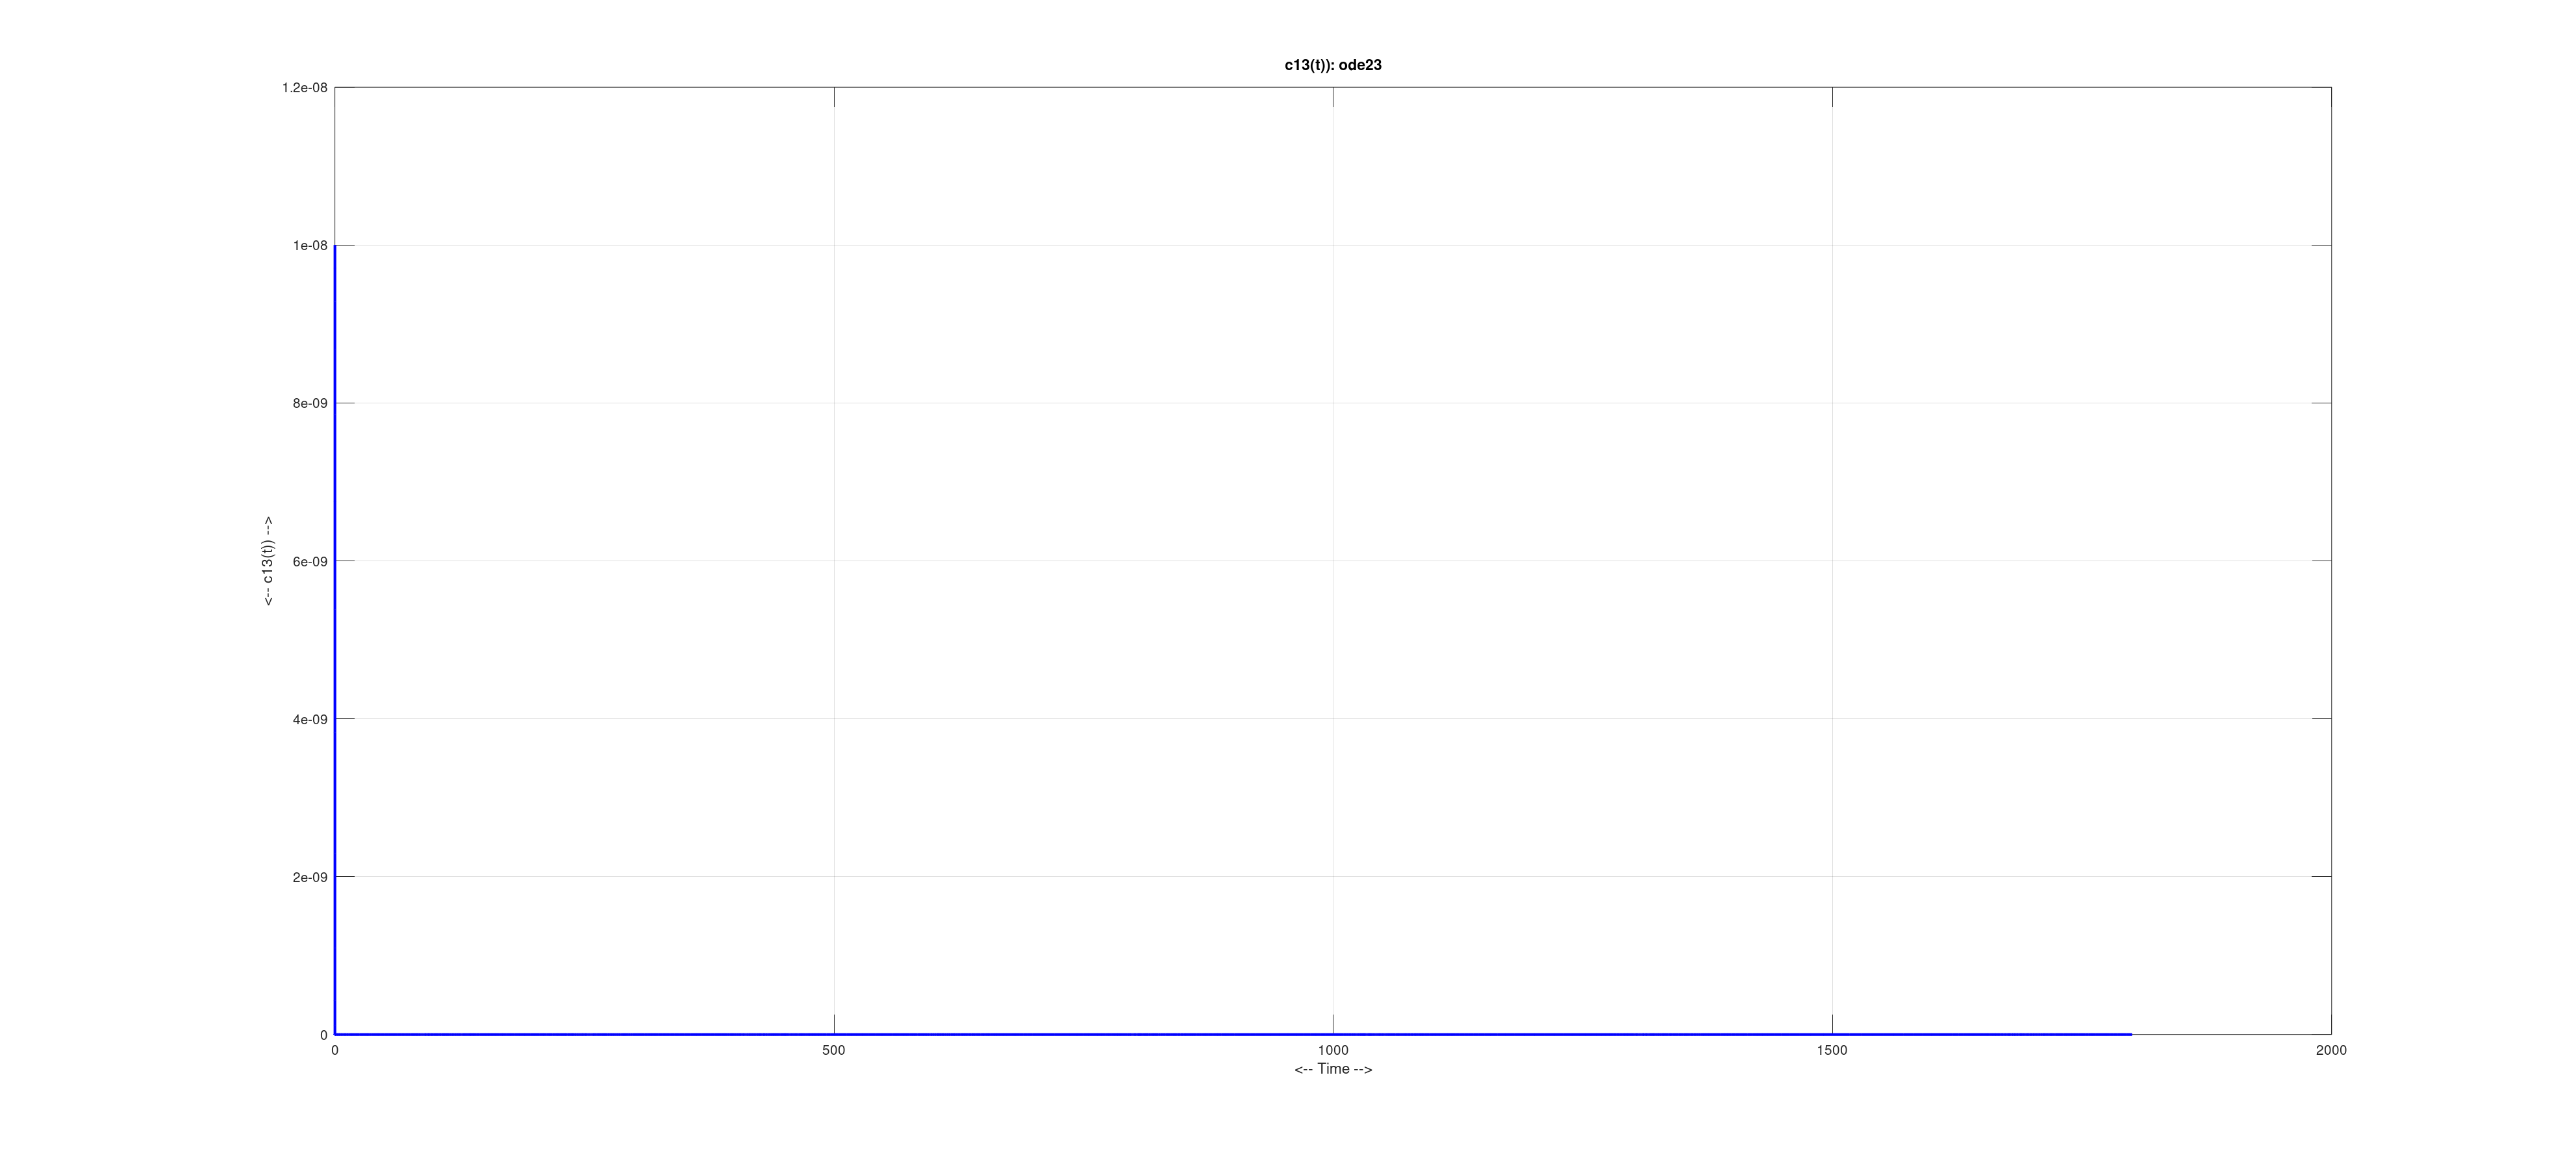 c13(t)): ode23
1.2e-08
1e-08
8e-09
6e-09
4e-09
2e-09
0
<-- c13(t)) -->
0 500 1000 1500 2000
<-- Time -->